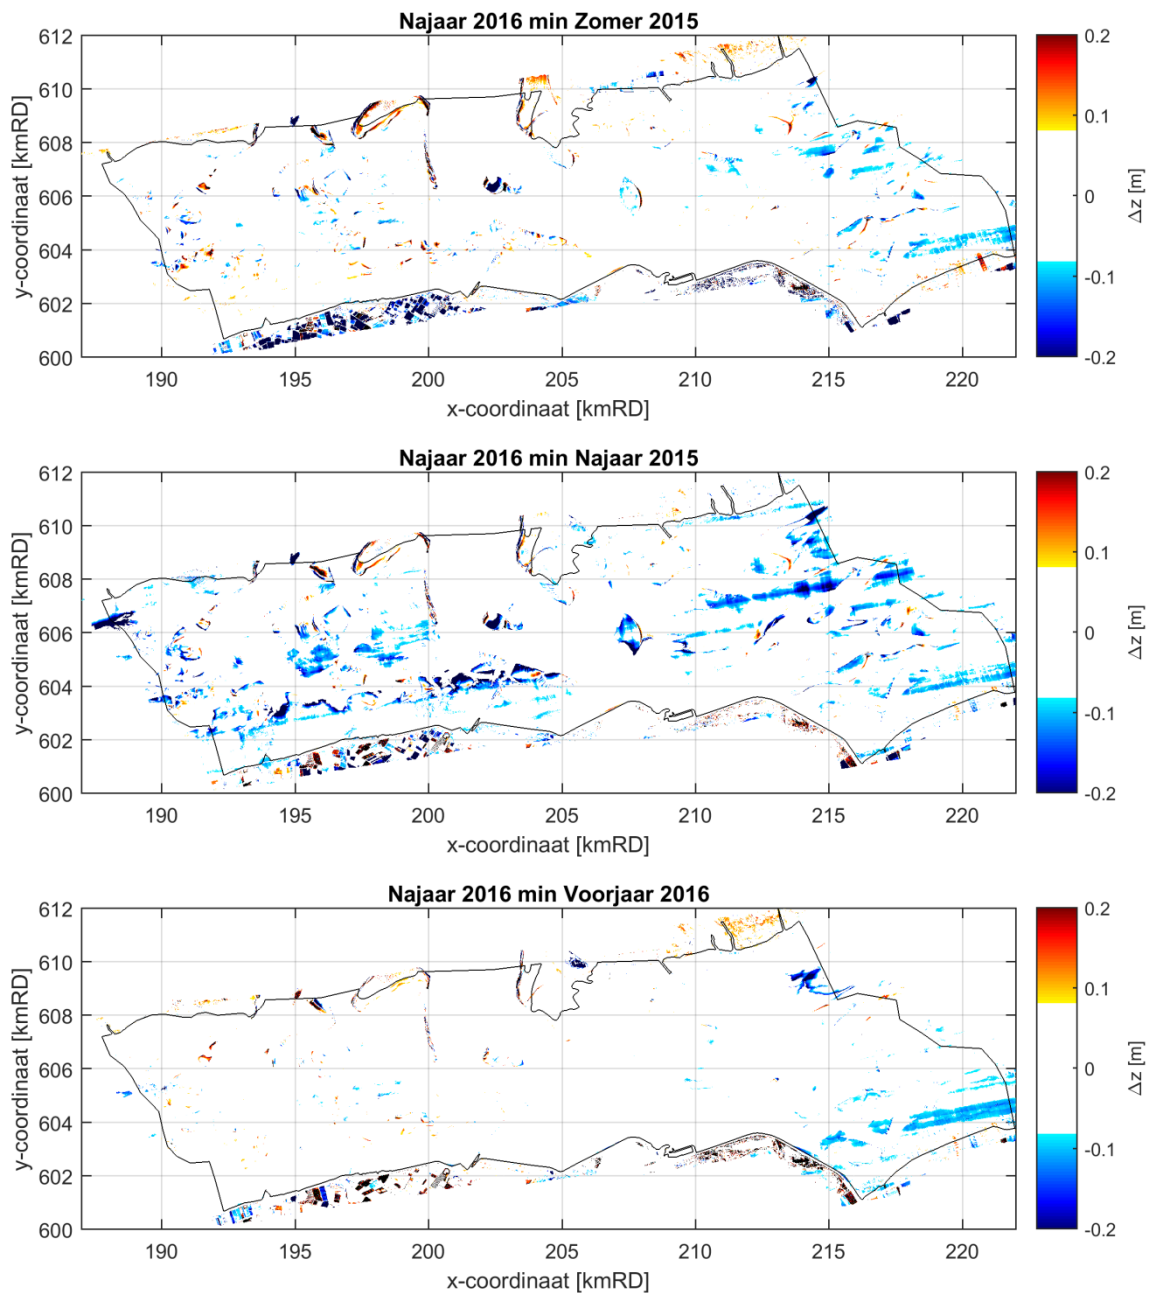 Najaar 2016 min Zomer 2015
612
610
608
606
604
602
600
y-coordinaat [kmRD]
190 195 200 205 210 215 220
x-coordinaat [kmRD]
0.2
0.1
0
-0.1
-0.2
Δz [m]
Najaar 2016 min Najaar 2015
612
610
608
606
604
602
600
y-coordinaat [kmRD]
190 195 200 205 210 215 220
x-coordinaat [kmRD]
0.2
0.1
0
-0.1
-0.2
Δz [m]
Najaar 2016 min Voorjaar 2016
612
610
608
606
604
602
600
y-coordinaat [kmRD]
190 195 200 205 210 215 220
x-coordinaat [kmRD]
0.2
0.1
0
-0.1
-0.2
Δz [m]